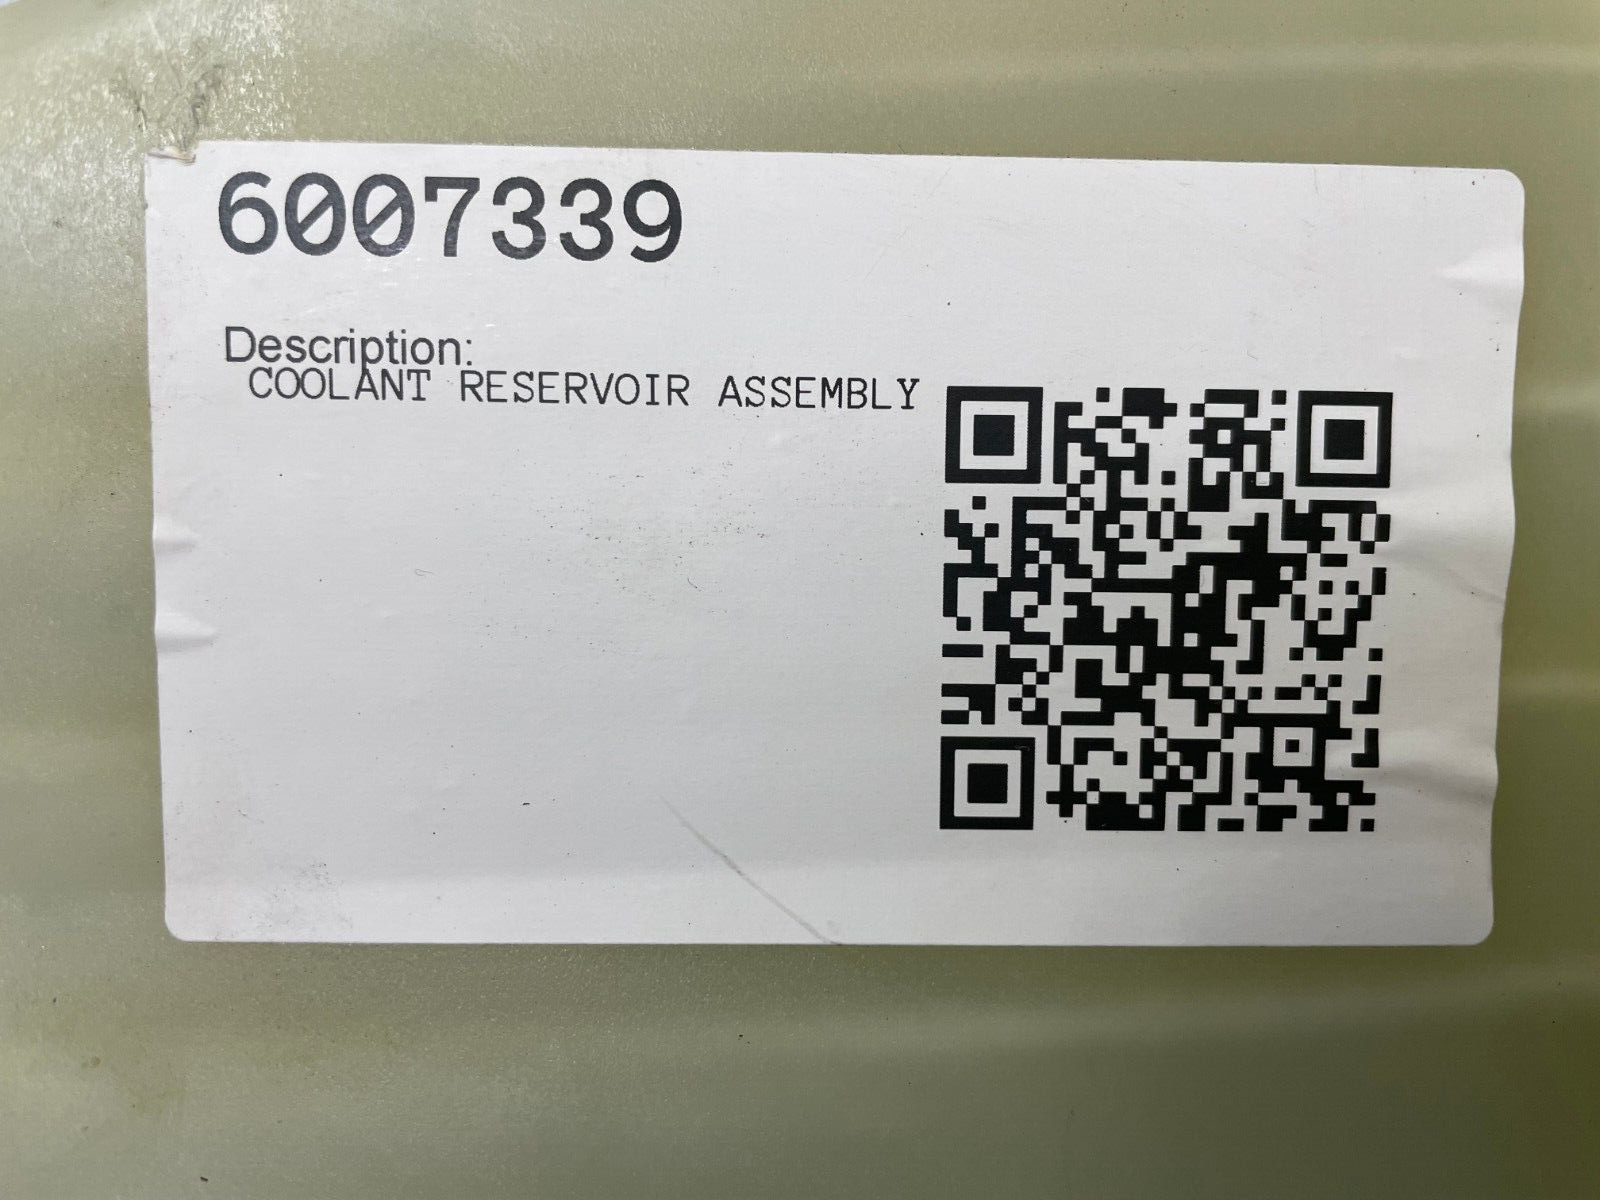 6007339
Description:
COOLANT RESERVOIR ASSEMBLY